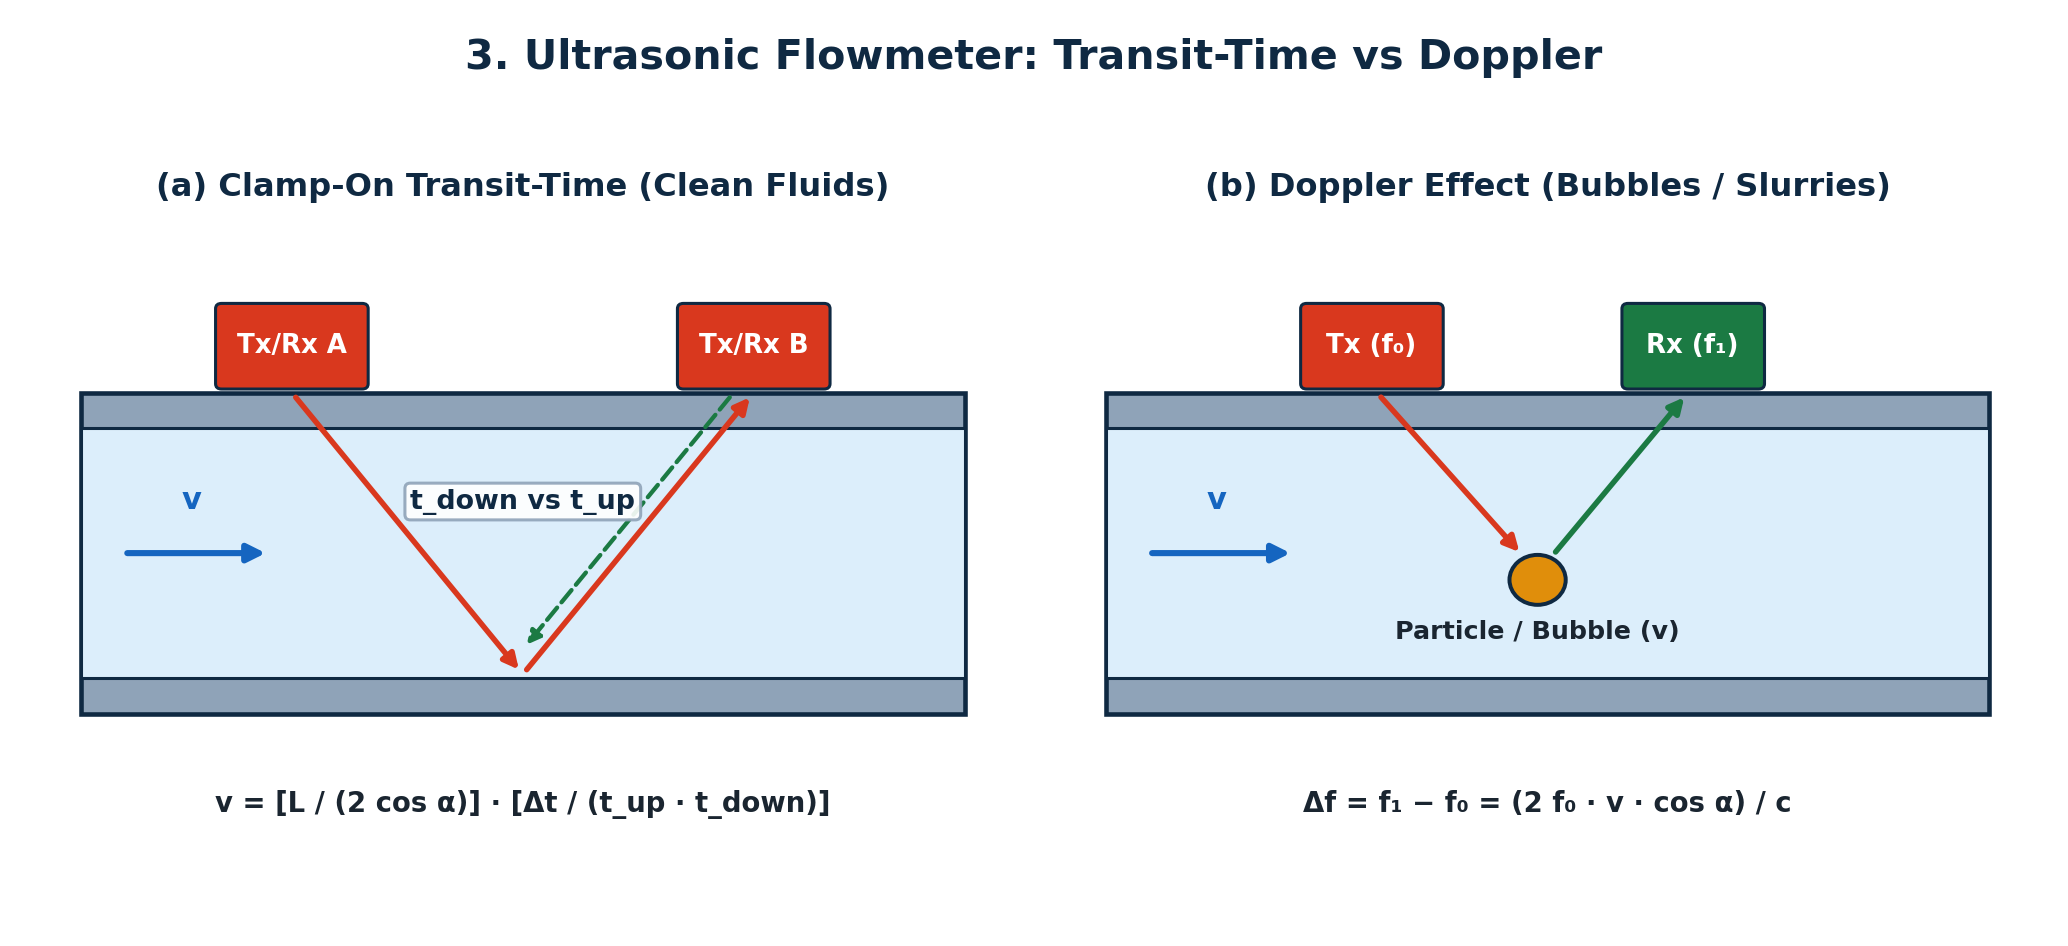 3. Ultrasonic Flowmeter: Transit-Time vs Doppler
(a) Clamp-On Transit-Time (Clean Fluids)
Tx/Rx A
Tx/Rx B
v
t_down vs t_up
v = [L / (2 cos α)] · [Δt / (t_up · t_down)]
(b) Doppler Effect (Bubbles / Slurries)
Tx (f₀)
Rx (f₁)
v
Particle / Bubble (v)
Δf = f₁ − f₀ = (2 f₀ · v · cos α) / c